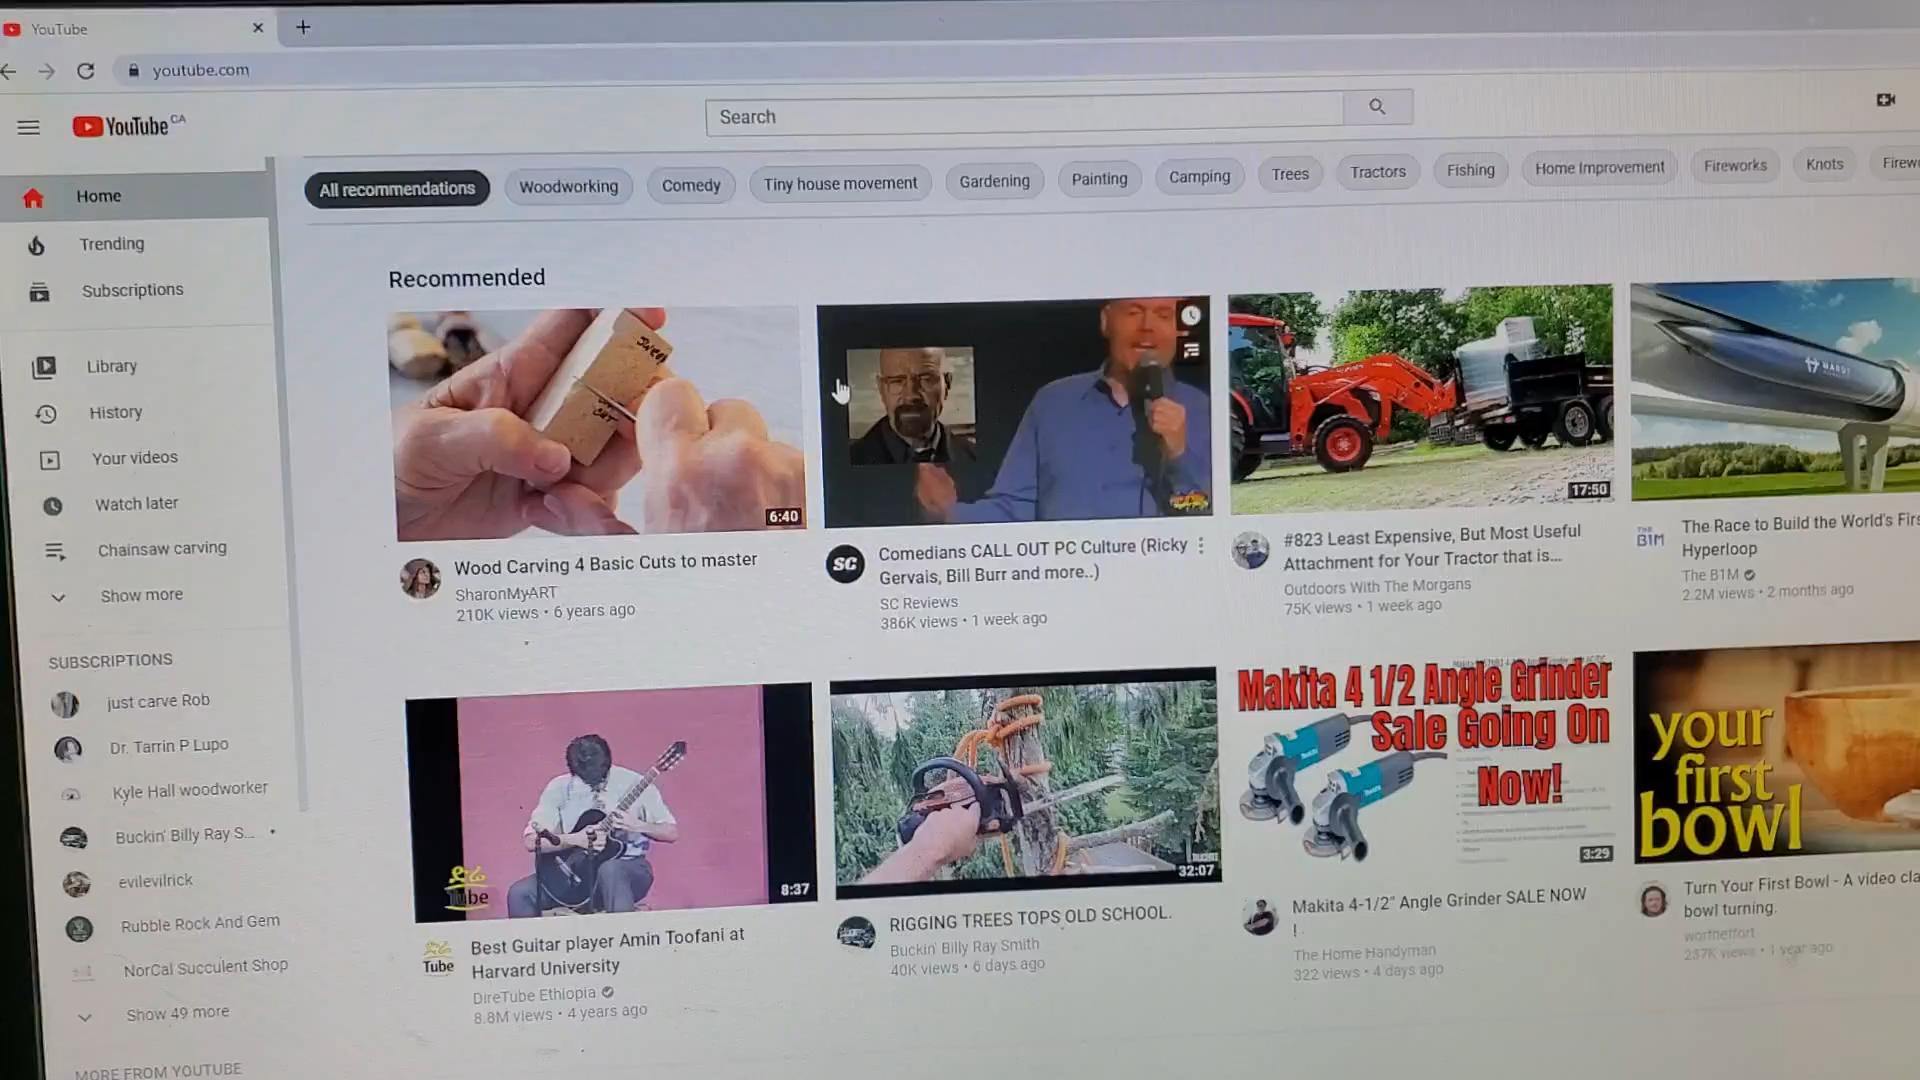 YouTube
youtube.com
YouTube CA
Search
All recommendations
Woodworking
Comedy
Tiny house movement
Gardening
Painting
Camping
Trees
Tractors
Fishing
Home Improvement
Fireworks
Knots
Home
Trending
Subscriptions
Library
History
Your videos
Watch later
Chainsaw carving
Show more
SUBSCRIPTIONS
just carve Rob
Dr. Tarrin P Lupo
Kyle Hall woodworker
Buckin' Billy Ray S...
evilevilrick
Rubble Rock And Gem
NorCal Succulent Shop
Show 49 more
MORE FROM YOUTUBE
Recommended
6:40
Wood Carving 4 Basic Cuts to master
SharonMyART
210K views • 6 years ago
SC
Comedians CALL OUT PC Culture (Ricky
Gervais, Bill Burr and more..)
SC Reviews
386K views • 1 week ago
17:50
#823 Least Expensive, But Most Useful
Attachment for Your Tractor that is...
Outdoors With The Morgans
75K views • 1 week ago
THE
B1M
The Race to Build the World's Firs
Hyperloop
The B1M
2.2M views • 2 months ago
Tube
8:37
Tube
Best Guitar player Amin Toofani at
Harvard University
DireTube Ethiopia
8.8M views • 4 years ago
32:07
RIGGING TREES TOPS OLD SCHOOL.
Buckin' Billy Ray Smith
40K views • 6 days ago
Makita 4 1/2 Angle Grinder
Sale Going On
Now!
3:29
Makita 4-1/2" Angle Grinder SALE NOW
!
The Home Handyman
322 views • 4 days ago
your
first
bowl
Turn Your First Bowl - A video cla
bowl turning.
wortheffort
237K views • 1 year ago